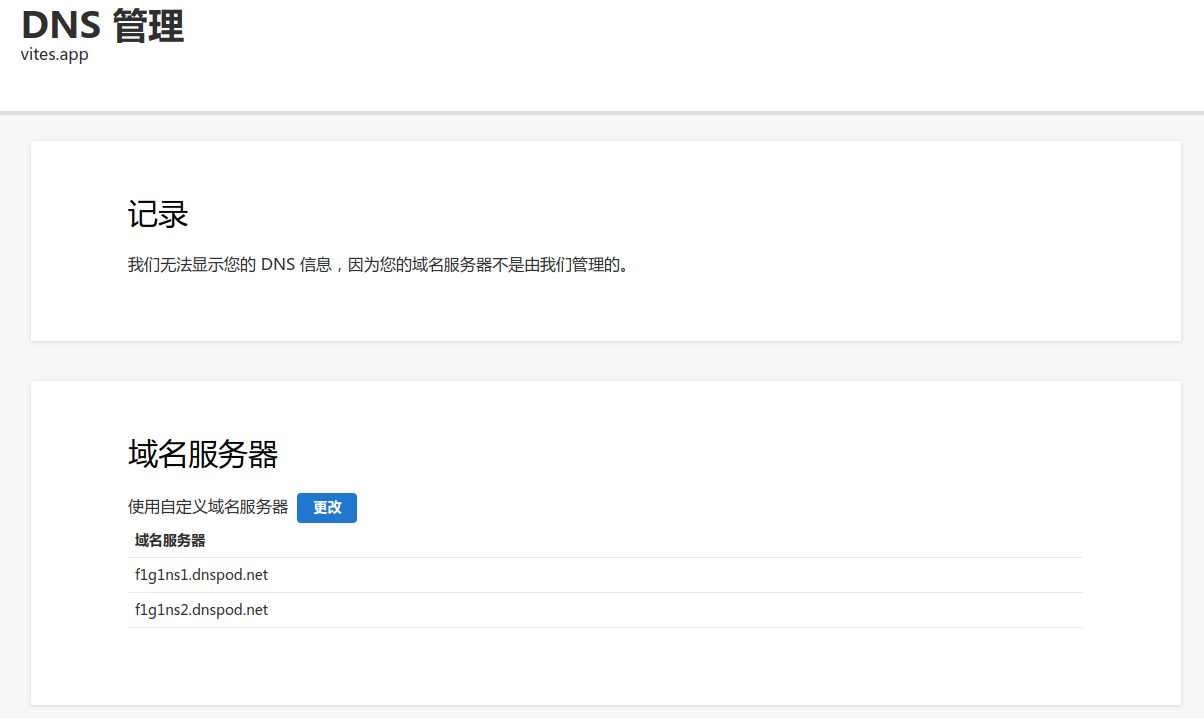 DNS 管理
vites.app
记录
我们无法显示您的 DNS 信息，因为您的域名服务器不是由我们管理的。
域名服务器
使用自定义域名服务器 更改
域名服务器
f1g1ns1.dnspod.net
f1g1ns2.dnspod.net